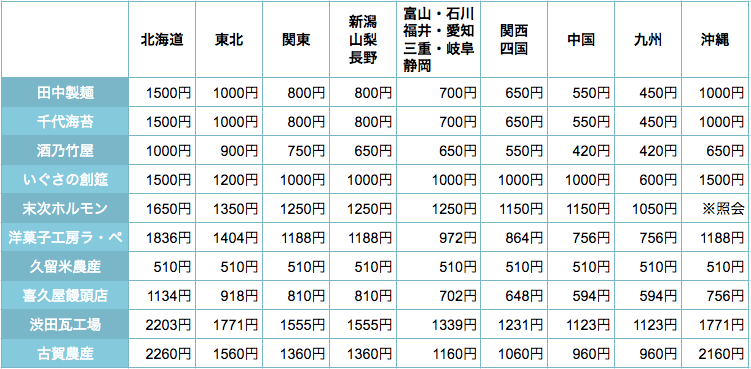 北海道 東北 関東 新潟 山梨 長野 富山・石川 福井・愛知 三重・岐阜 静岡 関西 四国 中国 九州 沖縄
田中製麺 1500円 1000円 800円 800円 700円 650円 550円 450円 1000円
千代海苔 1500円 1000円 800円 800円 700円 650円 550円 450円 1000円
酒乃竹屋 1000円 900円 750円 650円 650円 550円 420円 420円 650円
いぐさの創筵 1500円 1200円 1000円 1000円 1000円 1000円 1000円 600円 1500円
末次ホルモン 1650円 1350円 1250円 1250円 1250円 1150円 1150円 1050円 ※照会
洋菓子工房ラ・ペ 1836円 1404円 1188円 1188円 972円 864円 756円 756円 1188円
久留米農産 510円 510円 510円 510円 510円 510円 510円 510円 510円
喜久屋饅頭店 1134円 918円 810円 810円 702円 648円 594円 594円 756円
渋田瓦工場 2203円 1771円 1555円 1555円 1339円 1231円 1123円 1123円 1771円
古賀農産 2260円 1560円 1360円 1360円 1160円 1060円 960円 960円 2160円